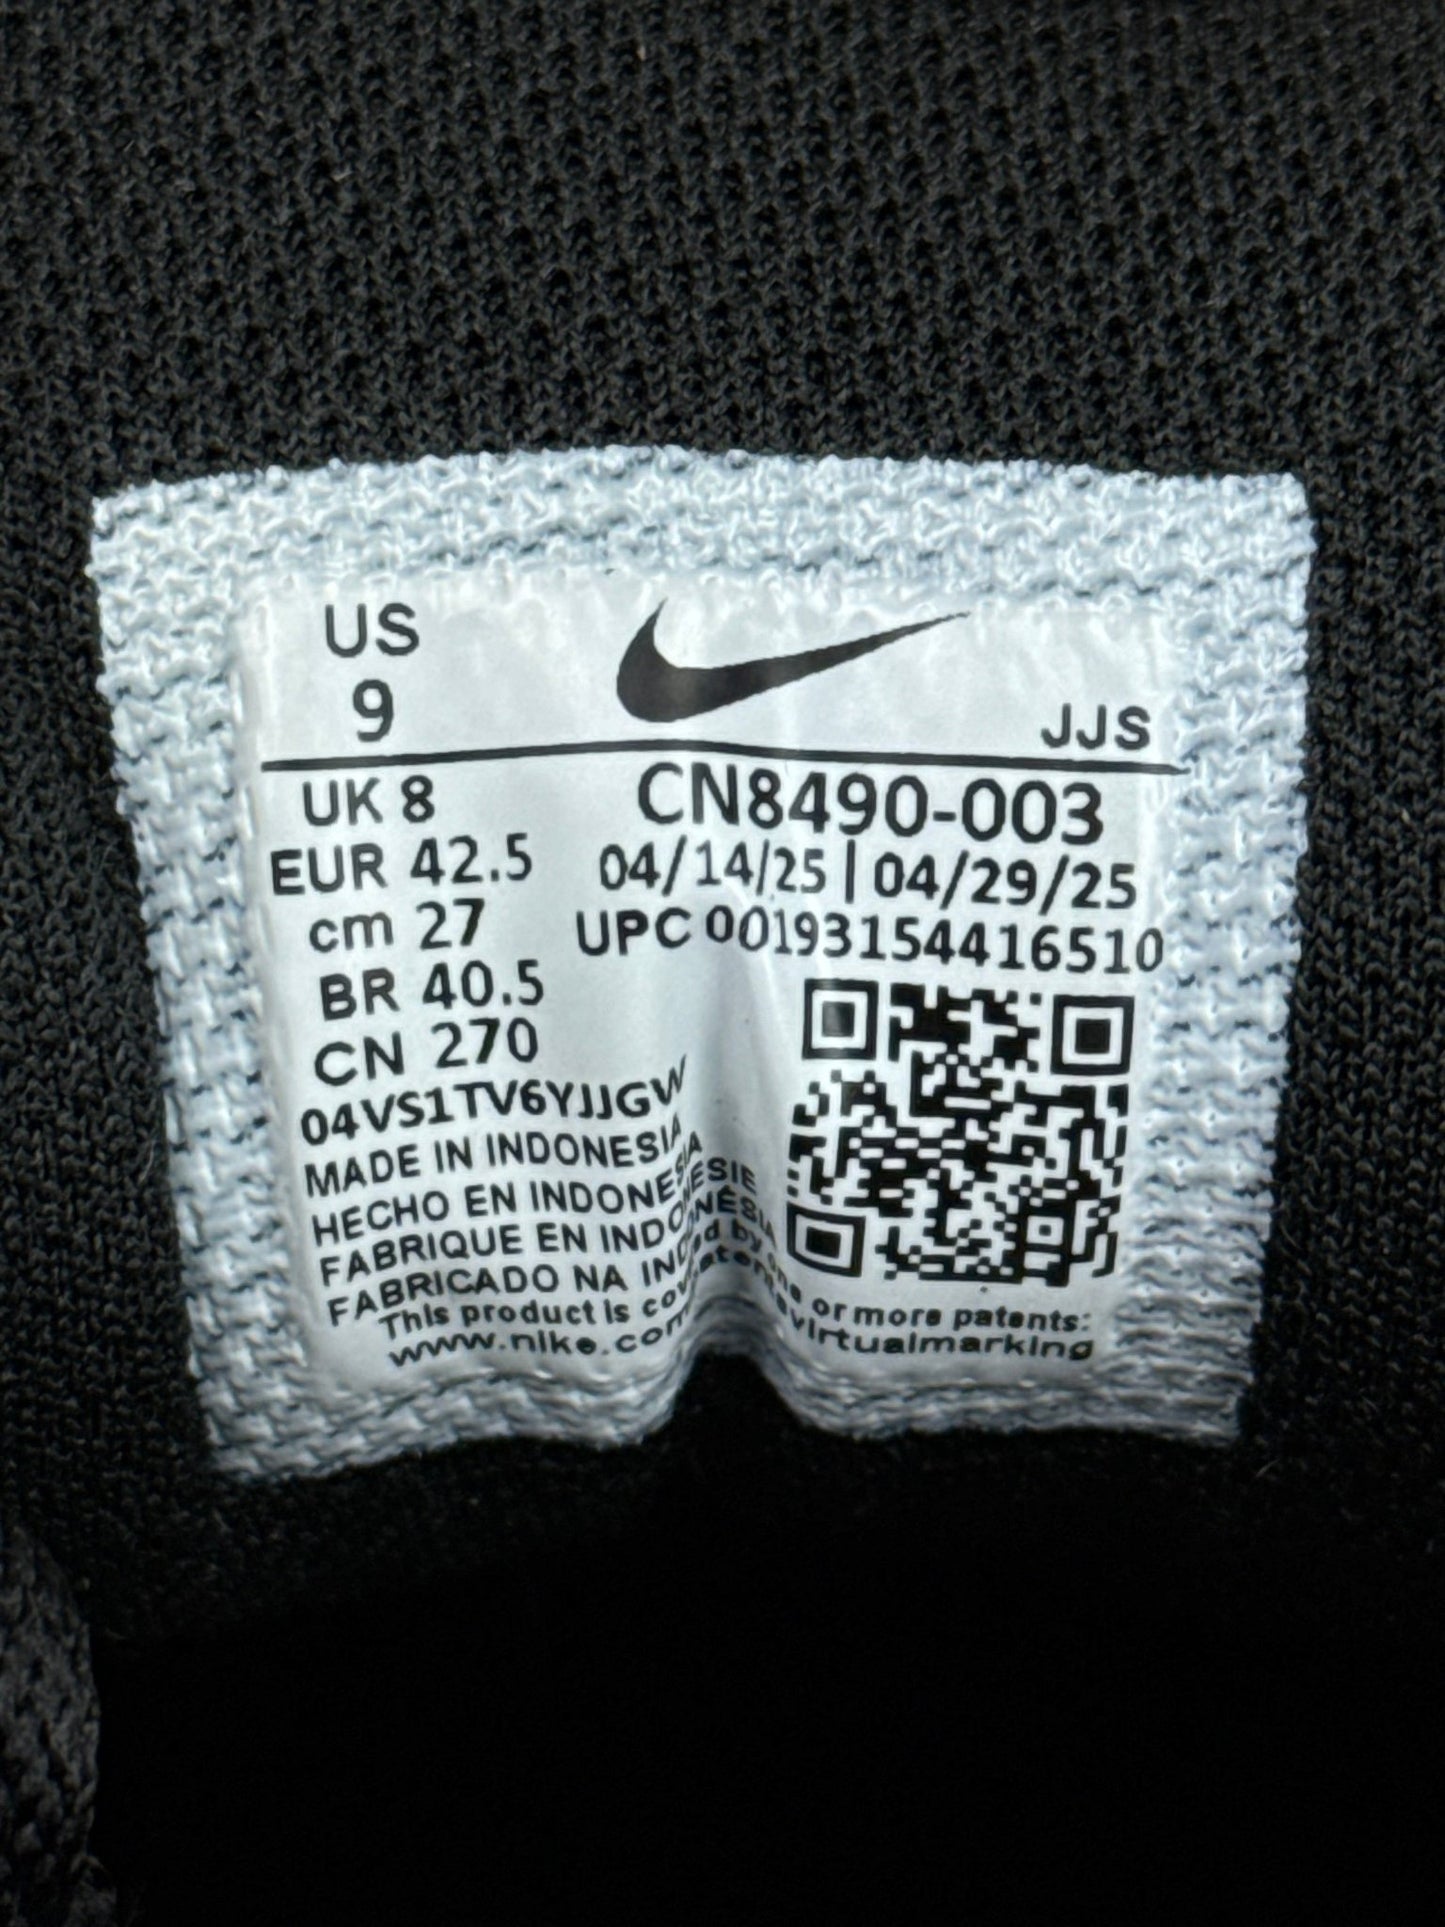 US
9
JJS
UK 8
EUR 42.5
cm 27
BR 40.5
CN 270
CN8490-003
04/14/25 | 04/29/25
UPC 00193154416510
04VS1TV6YJJGW
MADE IN INDONESIA
HECHO EN INDONESIA
FABRIQUE EN INDONESIE
FABRICADO NA INDONÉSIA
This product is covered by one or more patents:
www.nike.com/patents
virtualmarking